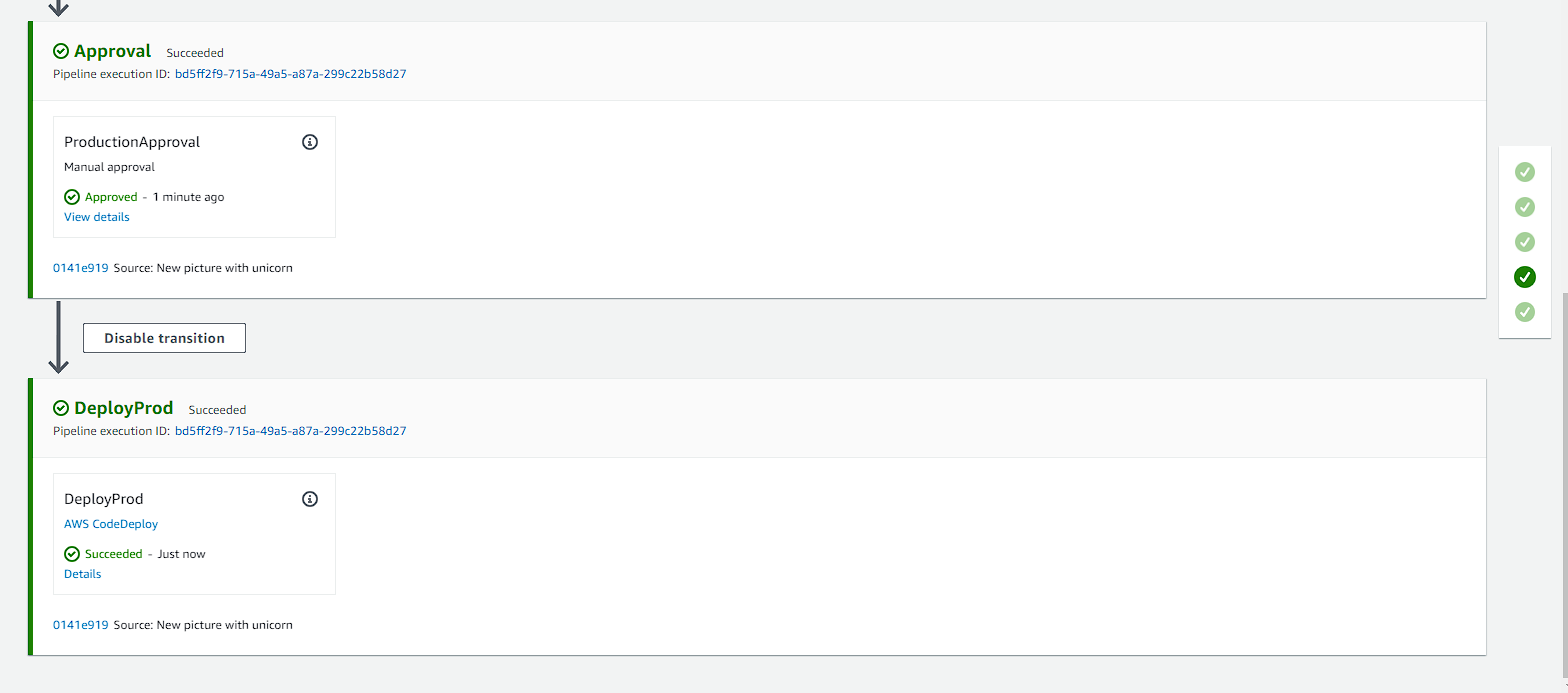 Approval Succeeded
Pipeline execution ID: bd5ff2f9-715a-49a5-a87a-299c22b58d27
ProductionApproval
Manual approval
Approved - 1 minute ago
View details
0141e919 Source: New picture with unicorn
Disable transition
DeployProd Succeeded
Pipeline execution ID: bd5ff2f9-715a-49a5-a87a-299c22b58d27
DeployProd
AWS CodeDeploy
Succeeded - Just now
Details
0141e919 Source: New picture with unicorn